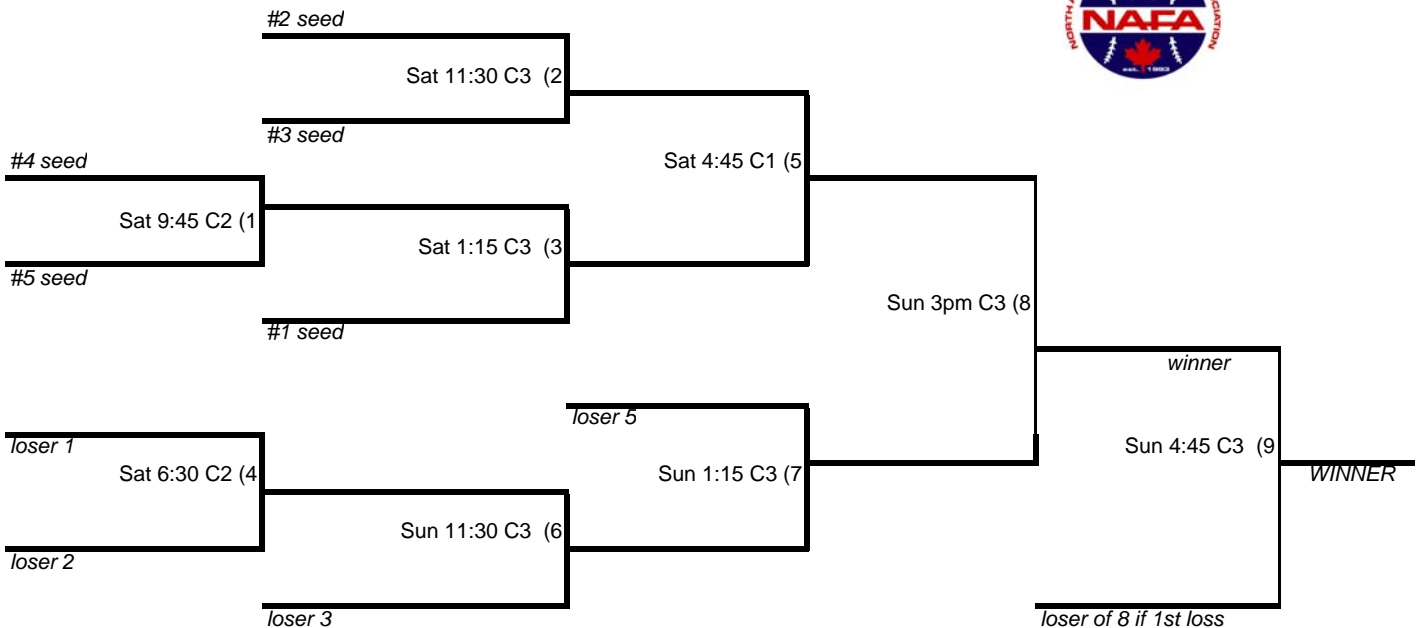 #2 seed
NAFA
Sat 11:30 C3 (2
#3 seed
#4 seed
Sat 4:45 C1 (5
Sat 9:45 C2 (1
Sat 1:15 C3 (3
#5 seed
Sun 3pm C3 (8
#1 seed
winner
loser 5
loser 1
Sun 4:45 C3 (9
Sat 6:30 C2 (4
Sun 1:15 C3 (7
WINNER
Sun 11:30 C3 (6
loser 2
loser 3
loser of 8 if 1st loss